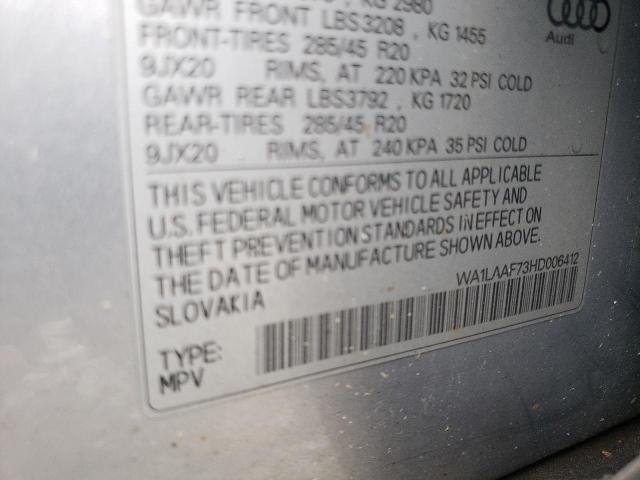 KG 2980
GAWR FRONT LBS3208 , KG 1455
FRONT-TIRES 285/45 R20
9JX20 RIMS, AT 220 KPA 32 PSI COLD
GAWR REAR LBS3792 , KG 1720
REAR-TIRES 285/45 R20
9JX20 RIMS, AT 240 KPA 35 PSI COLD
Audi
THIS VEHICLE CONFORMS TO ALL APPLICABLE
U.S. FEDERAL MOTOR VEHICLE SAFETY AND
THEFT PREVENTION STANDARDS IN EFFECT ON
THE DATE OF MANUFACTURE SHOWN ABOVE.
SLOVAKIA
WA1LAAF73HD006412
TYPE:
MPV